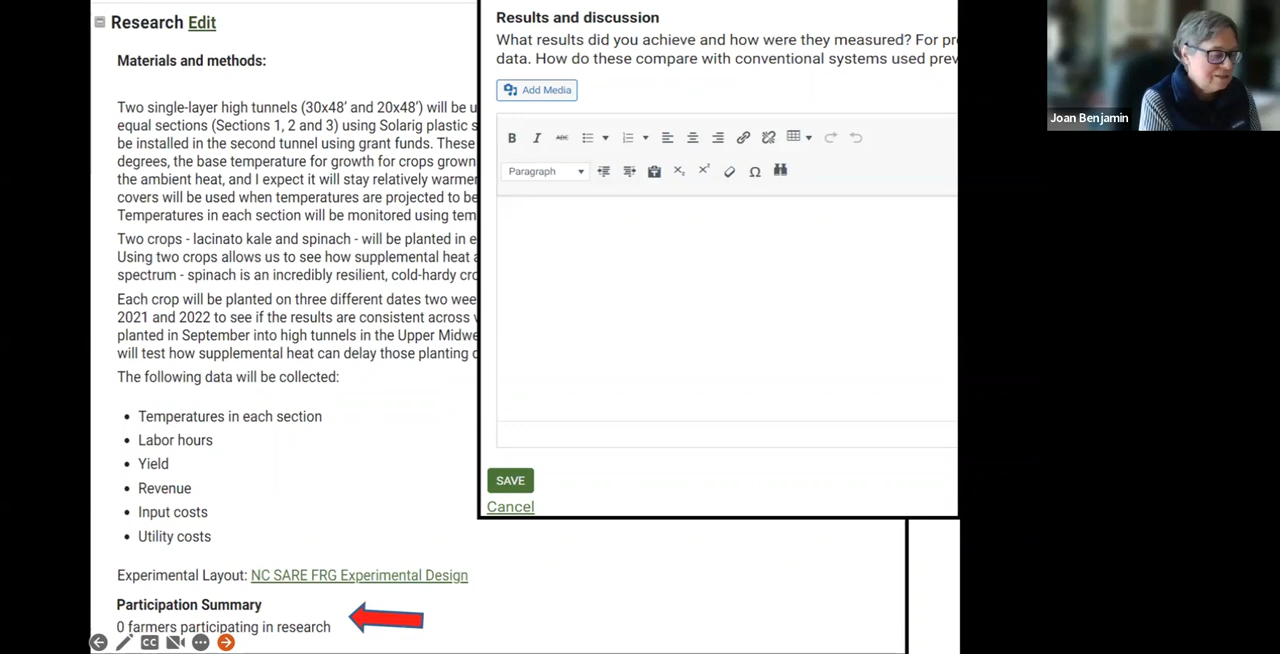 Research Edit
Materials and methods:
Two single-layer high tunnels (30x48' and 20x48') will be u
equal sections (Sections 1, 2 and 3) using Solarig plastic s
be installed in the second tunnel using grant funds. These
degrees, the base temperature for growth for crops grown
the ambient heat, and I expect it will stay relatively warmer
covers will be used when temperatures are projected to be
Temperatures in each section will be monitored using tem
Two crops - lacinato kale and spinach - will be planted in e
Using two crops allows us to see how supplemental heat a
spectrum - spinach is an incredibly resilient, cold-hardy cro
Each crop will be planted on three different dates two wee
2021 and 2022 to see if the results are consistent across
planted in September into high tunnels in the Upper Midwe
will test how supplemental heat can delay those planting
The following data will be collected:
• Temperatures in each section
• Labor hours
• Yield
• Revenue
• Input costs
• Utility costs
Experimental Layout: NC SARE FRG Experimental Design
Participation Summary
0 farmers participating in research
CC
Results and discussion
What results did you achieve and how were they measured? For pr
data. How do these compare with conventional systems used prev
Add Media
B I ABC
Paragraph
SAVE
Cancel
Joan Benjamin